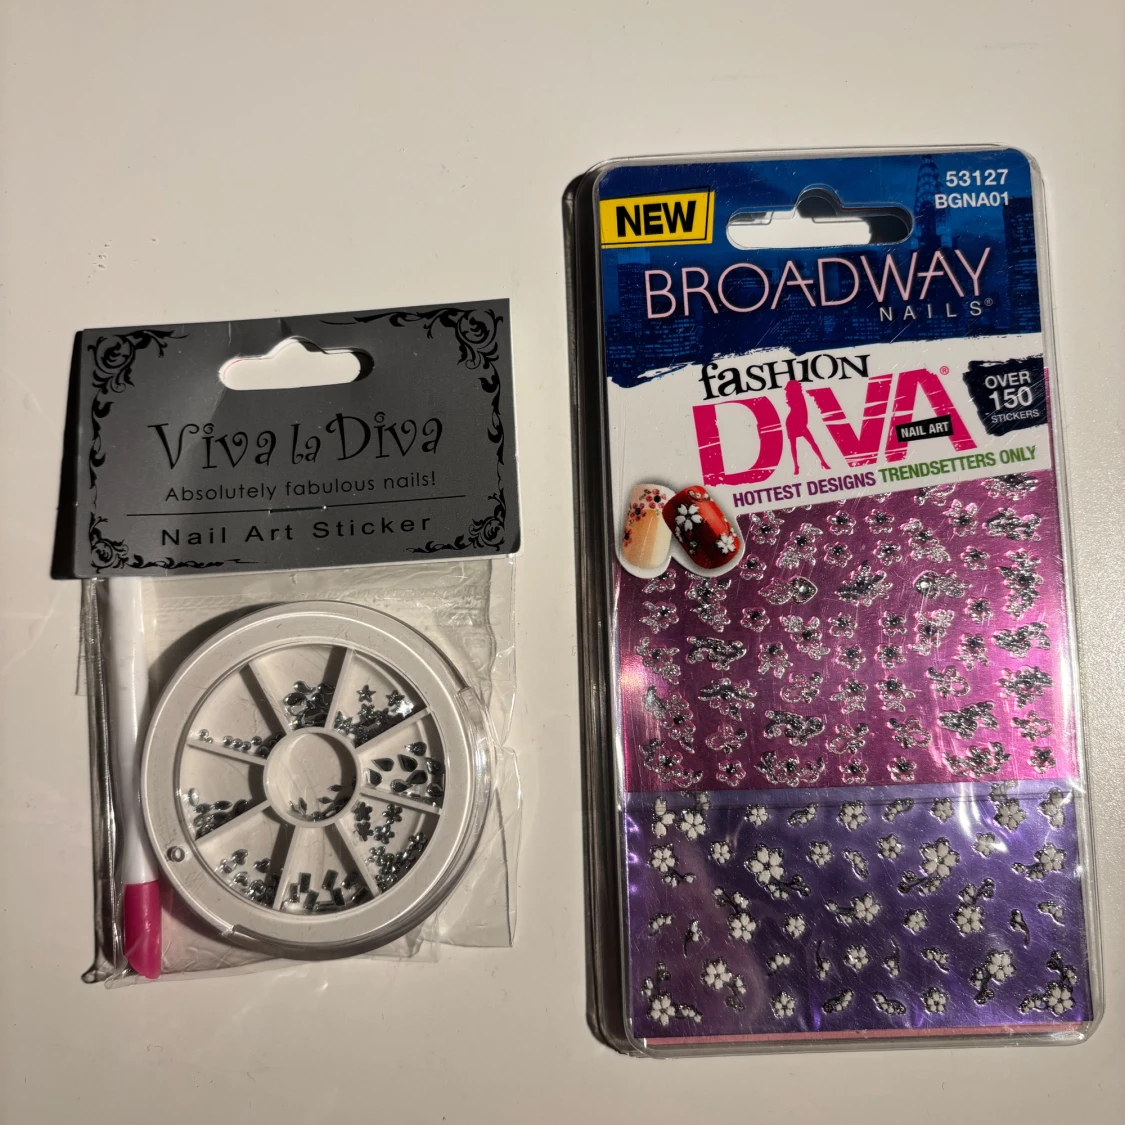 Viva la Diva
Absolutely fabulous nails!
Nail Art Sticker
NEW
53127
BGNA01
BROADWAY
NAILS®
faSHiON
DIVA®
NAIL ART
OVER
150
STICKERS
HOTTEST DESIGNS TRENDSETTERS ONLY